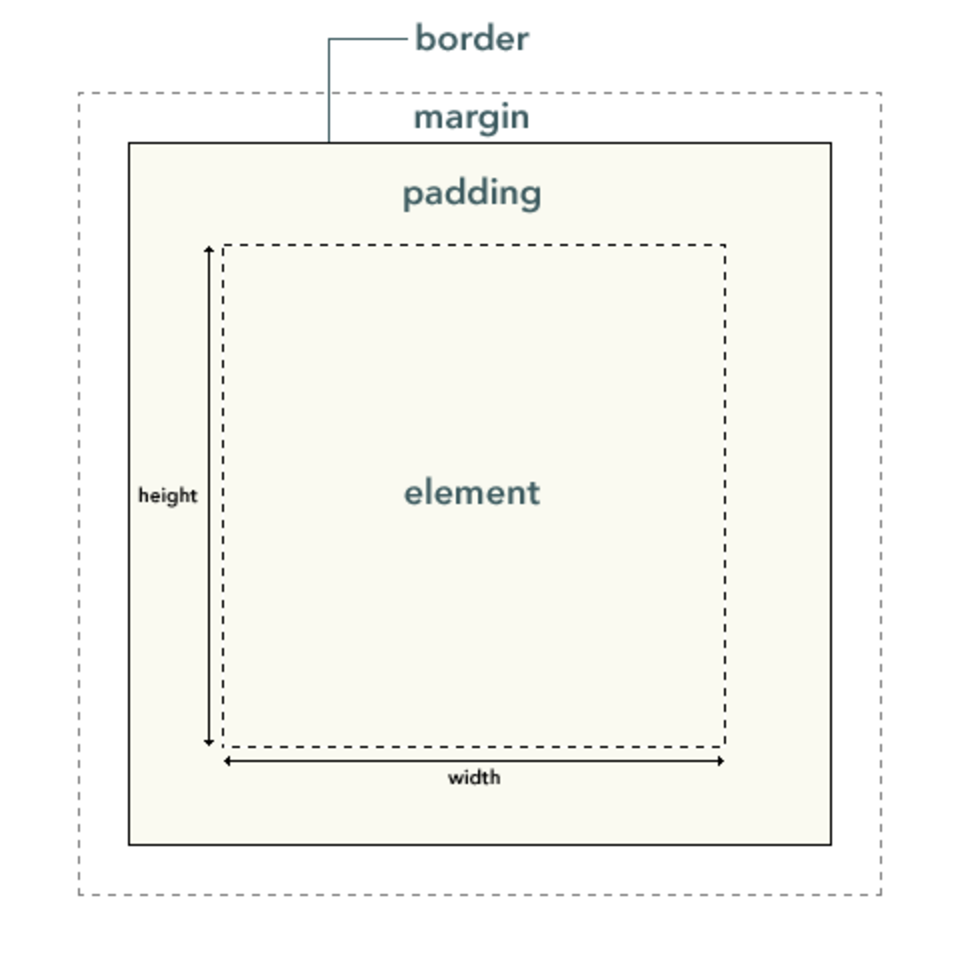 border
margin
padding
height
element
width